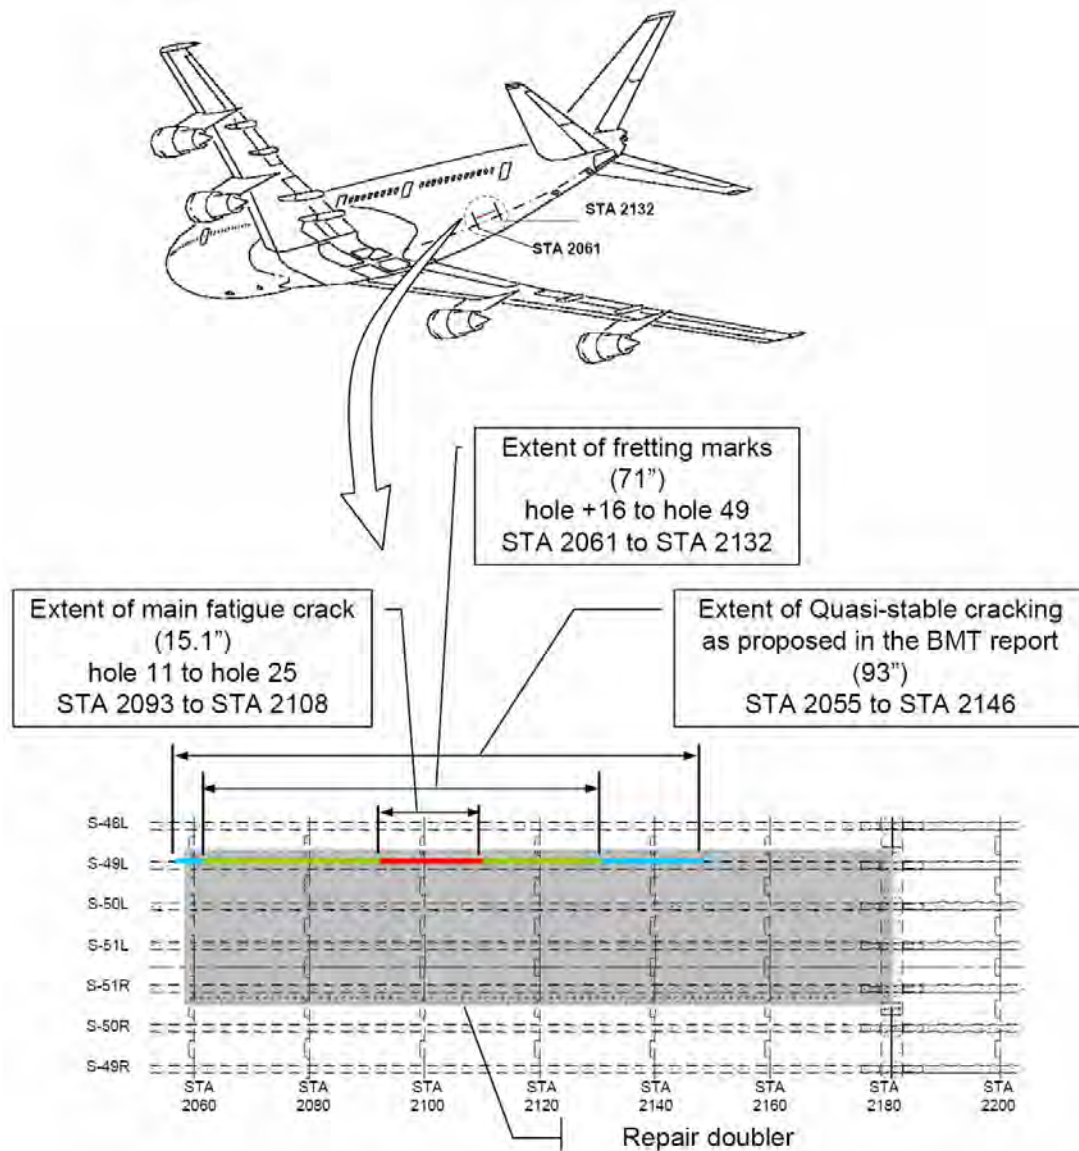 STA 2132
STA 2061
Extent of fretting marks
(71”)
hole +16 to hole 49
STA 2061 to STA 2132
Extent of main fatigue crack
(15.1”)
hole 11 to hole 25
STA 2093 to STA 2108
Extent of Quasi-stable cracking
as proposed in the BMT report
(93”)
STA 2055 to STA 2146
S-46L
S-49L
S-50L
S-51L
S-51R
S-50R
S-49R
STA STA STA STA STA STA STA STA
2060 2080 2100 2120 2140 2160 2180 2200
Repair doubler